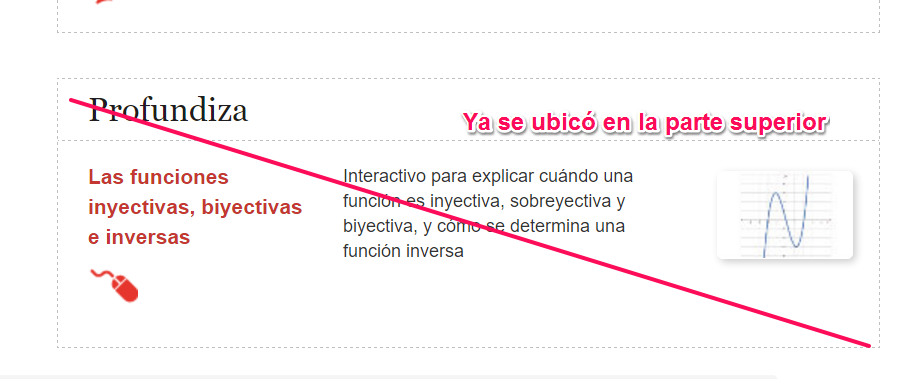 Profundiza
Ya se ubicó en la parte superior
Las funciones
inyectivas, biyectivas
e inversas
Interactivo para explicar cuándo una
función es inyectiva, sobreyectiva y
biyectiva, y cómo se determina una
función inversa